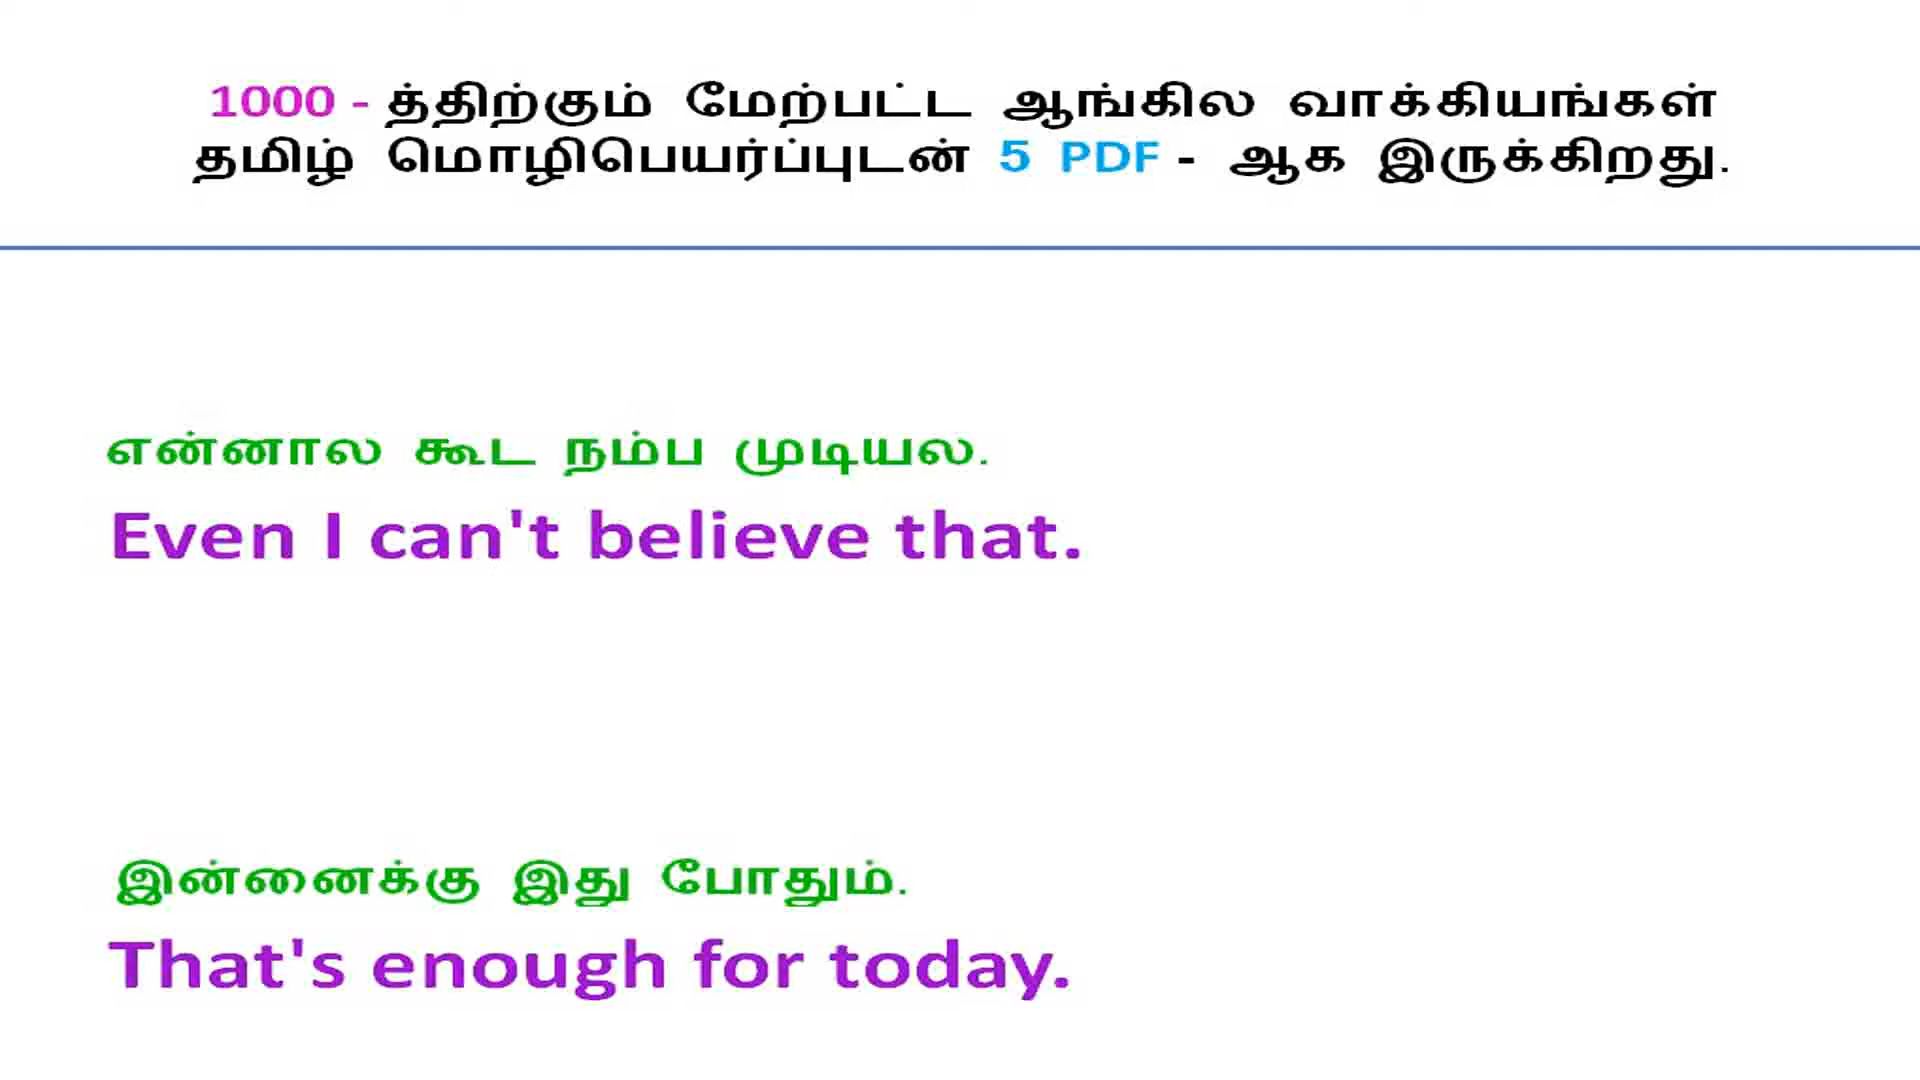 1000 - த்திற்கும் மேற்பட்ட ஆங்கில வாக்கியங்கள்
தமிழ் மொழிபெயர்ப்புடன் 5 PDF - ஆக இருக்கிறது.
என்னால கூட நம்ப முடியல.
Even I can't believe that.
இன்னைக்கு இது போதும்.
That's enough for today.